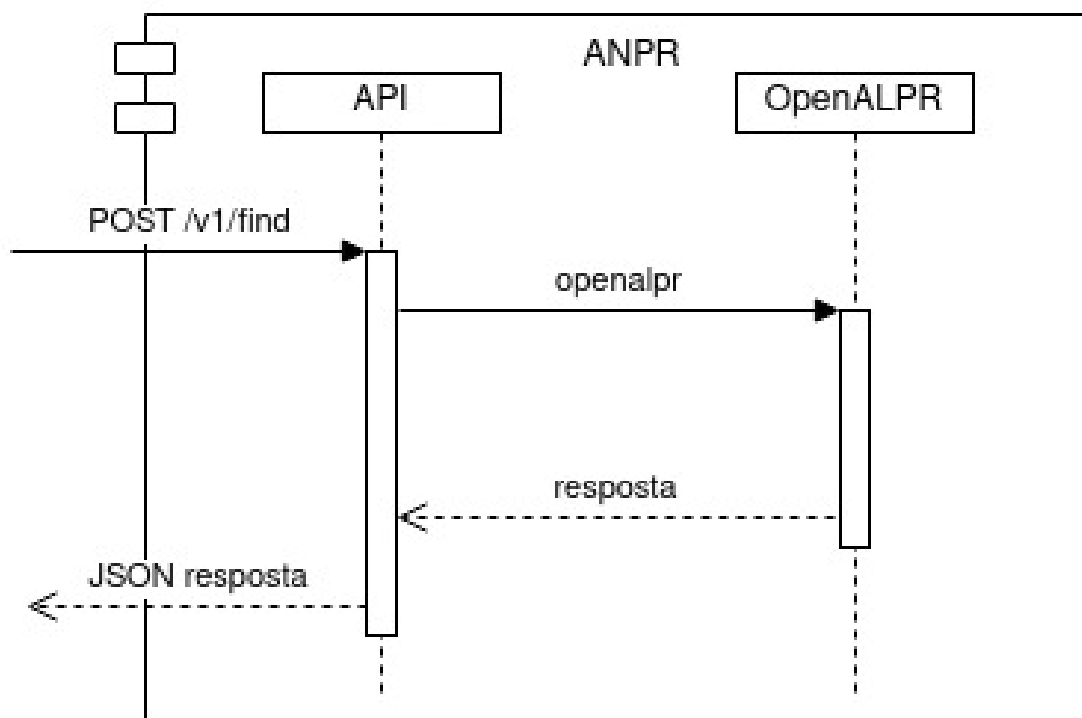 ANPR
API
OpenALPR
POST /v1/find
openalpr
resposta
JSON resposta